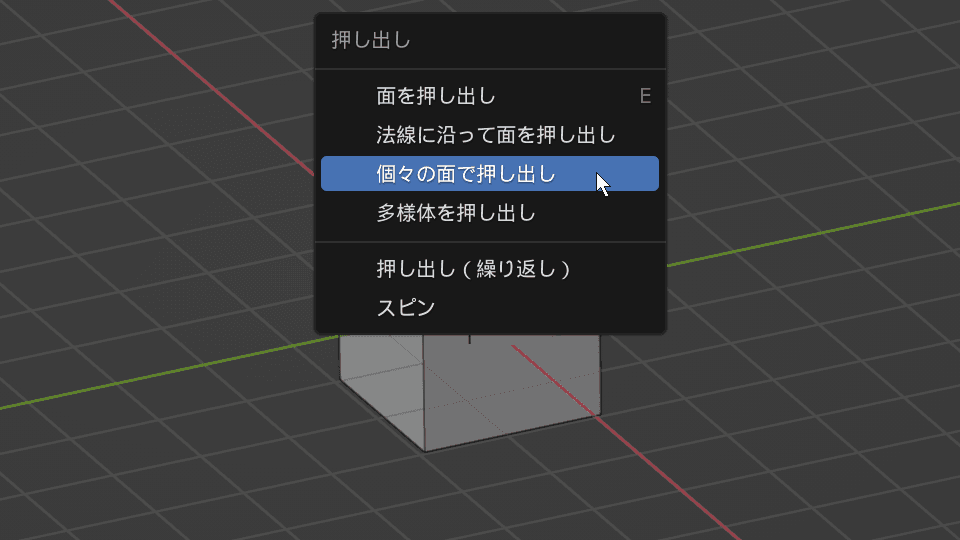 押し出し
面を押し出し E
法線に沿って面を押し出し
個々の面で押し出し
多様体を押し出し
押し出し ( 繰り返し )
スピン